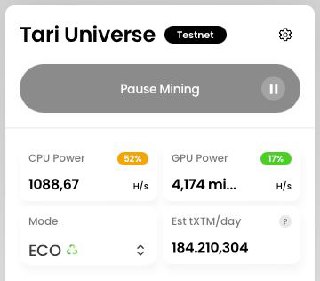 Tari Universe Testnet
Pause Mining
CPU Power 52% GPU Power 17%
1088,67 H/s 4,174 mi... H/s
Mode Est tXTM/day ?
ECO 184.210,304